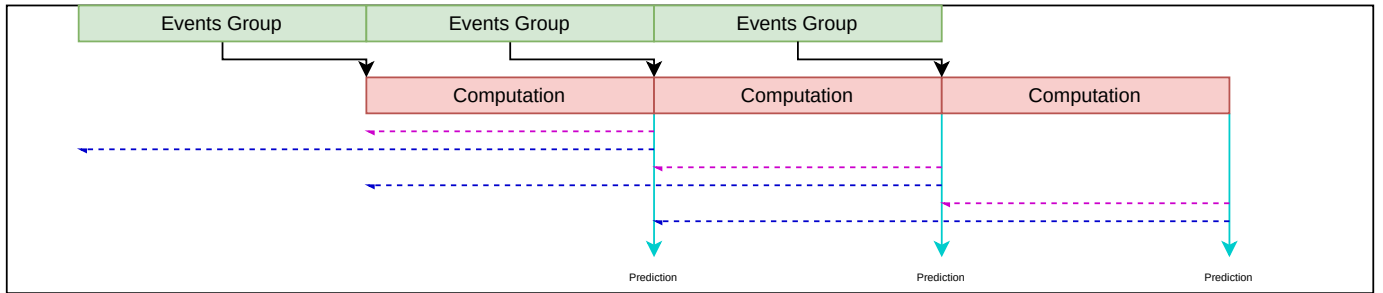 Events Group
Events Group
Events Group
Computation
Computation
Computation
Prediction
Prediction
Prediction